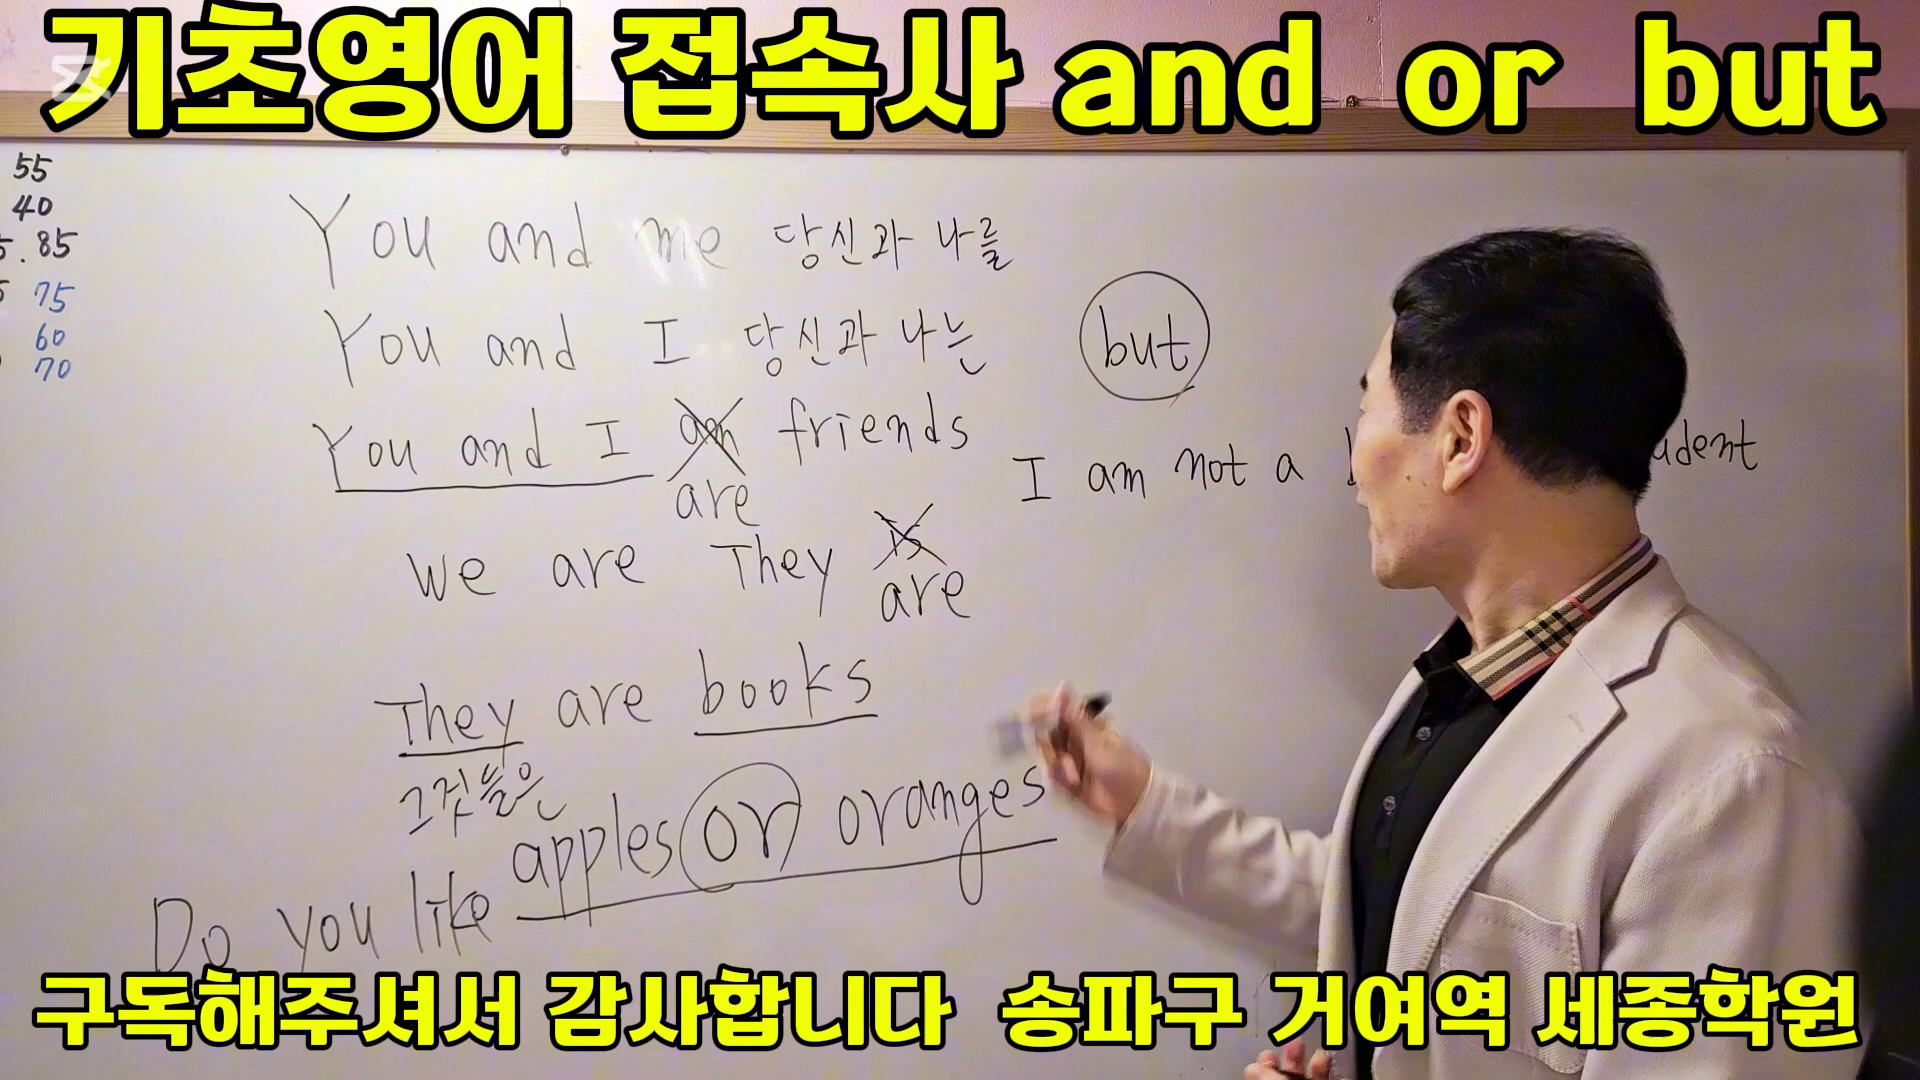 기초영어 접속사 and or but
55
40
85
75
60
70
You and me 당신과 나를
You and I 당신과 나는
but
You and I am friends
are
I am not a
we are They is
are
They are books
그것들은
apples or oranges
Do you like
구독해주셔서 감사합니다 송파구 거여역 세종학원